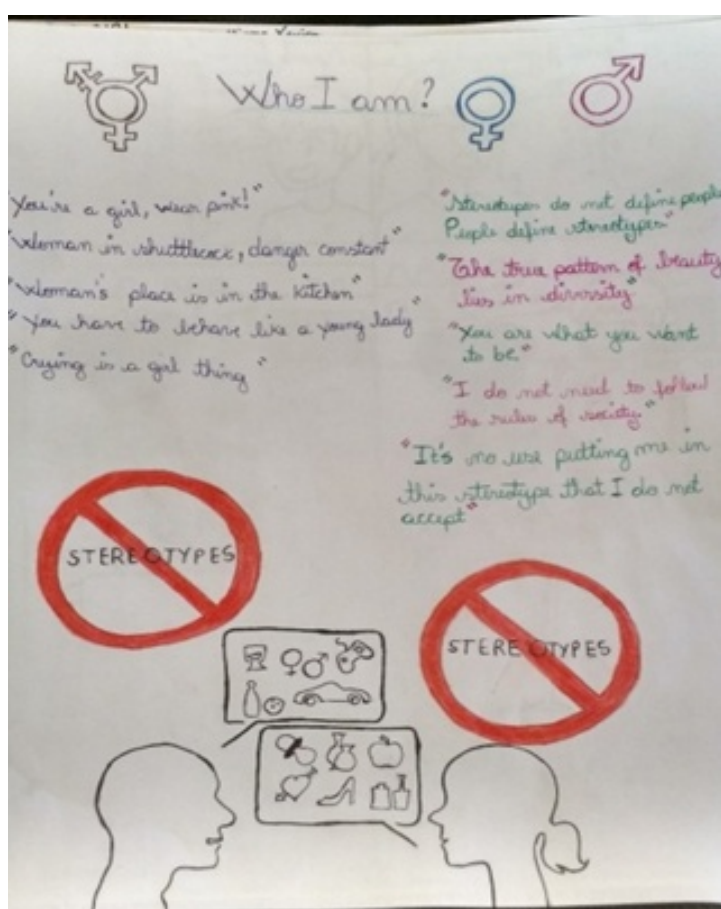 Who I am?
"You're a girl, wear pink!"
"Woman in shuttlecock, danger constant"
"Woman's place is in the kitchen"
"You have to behave like a young lady"
"Crying is a girl thing"
"Stereotypes do not define people
People define stereotypes"
"The true pattern of beauty
lies in diversity"
"You are what you want
to be."
"I do not need to follow
the rules of society."
"It's no use putting me in
this stereotype that I do not
accept"
STEREOTYPES
STEREOTYPES